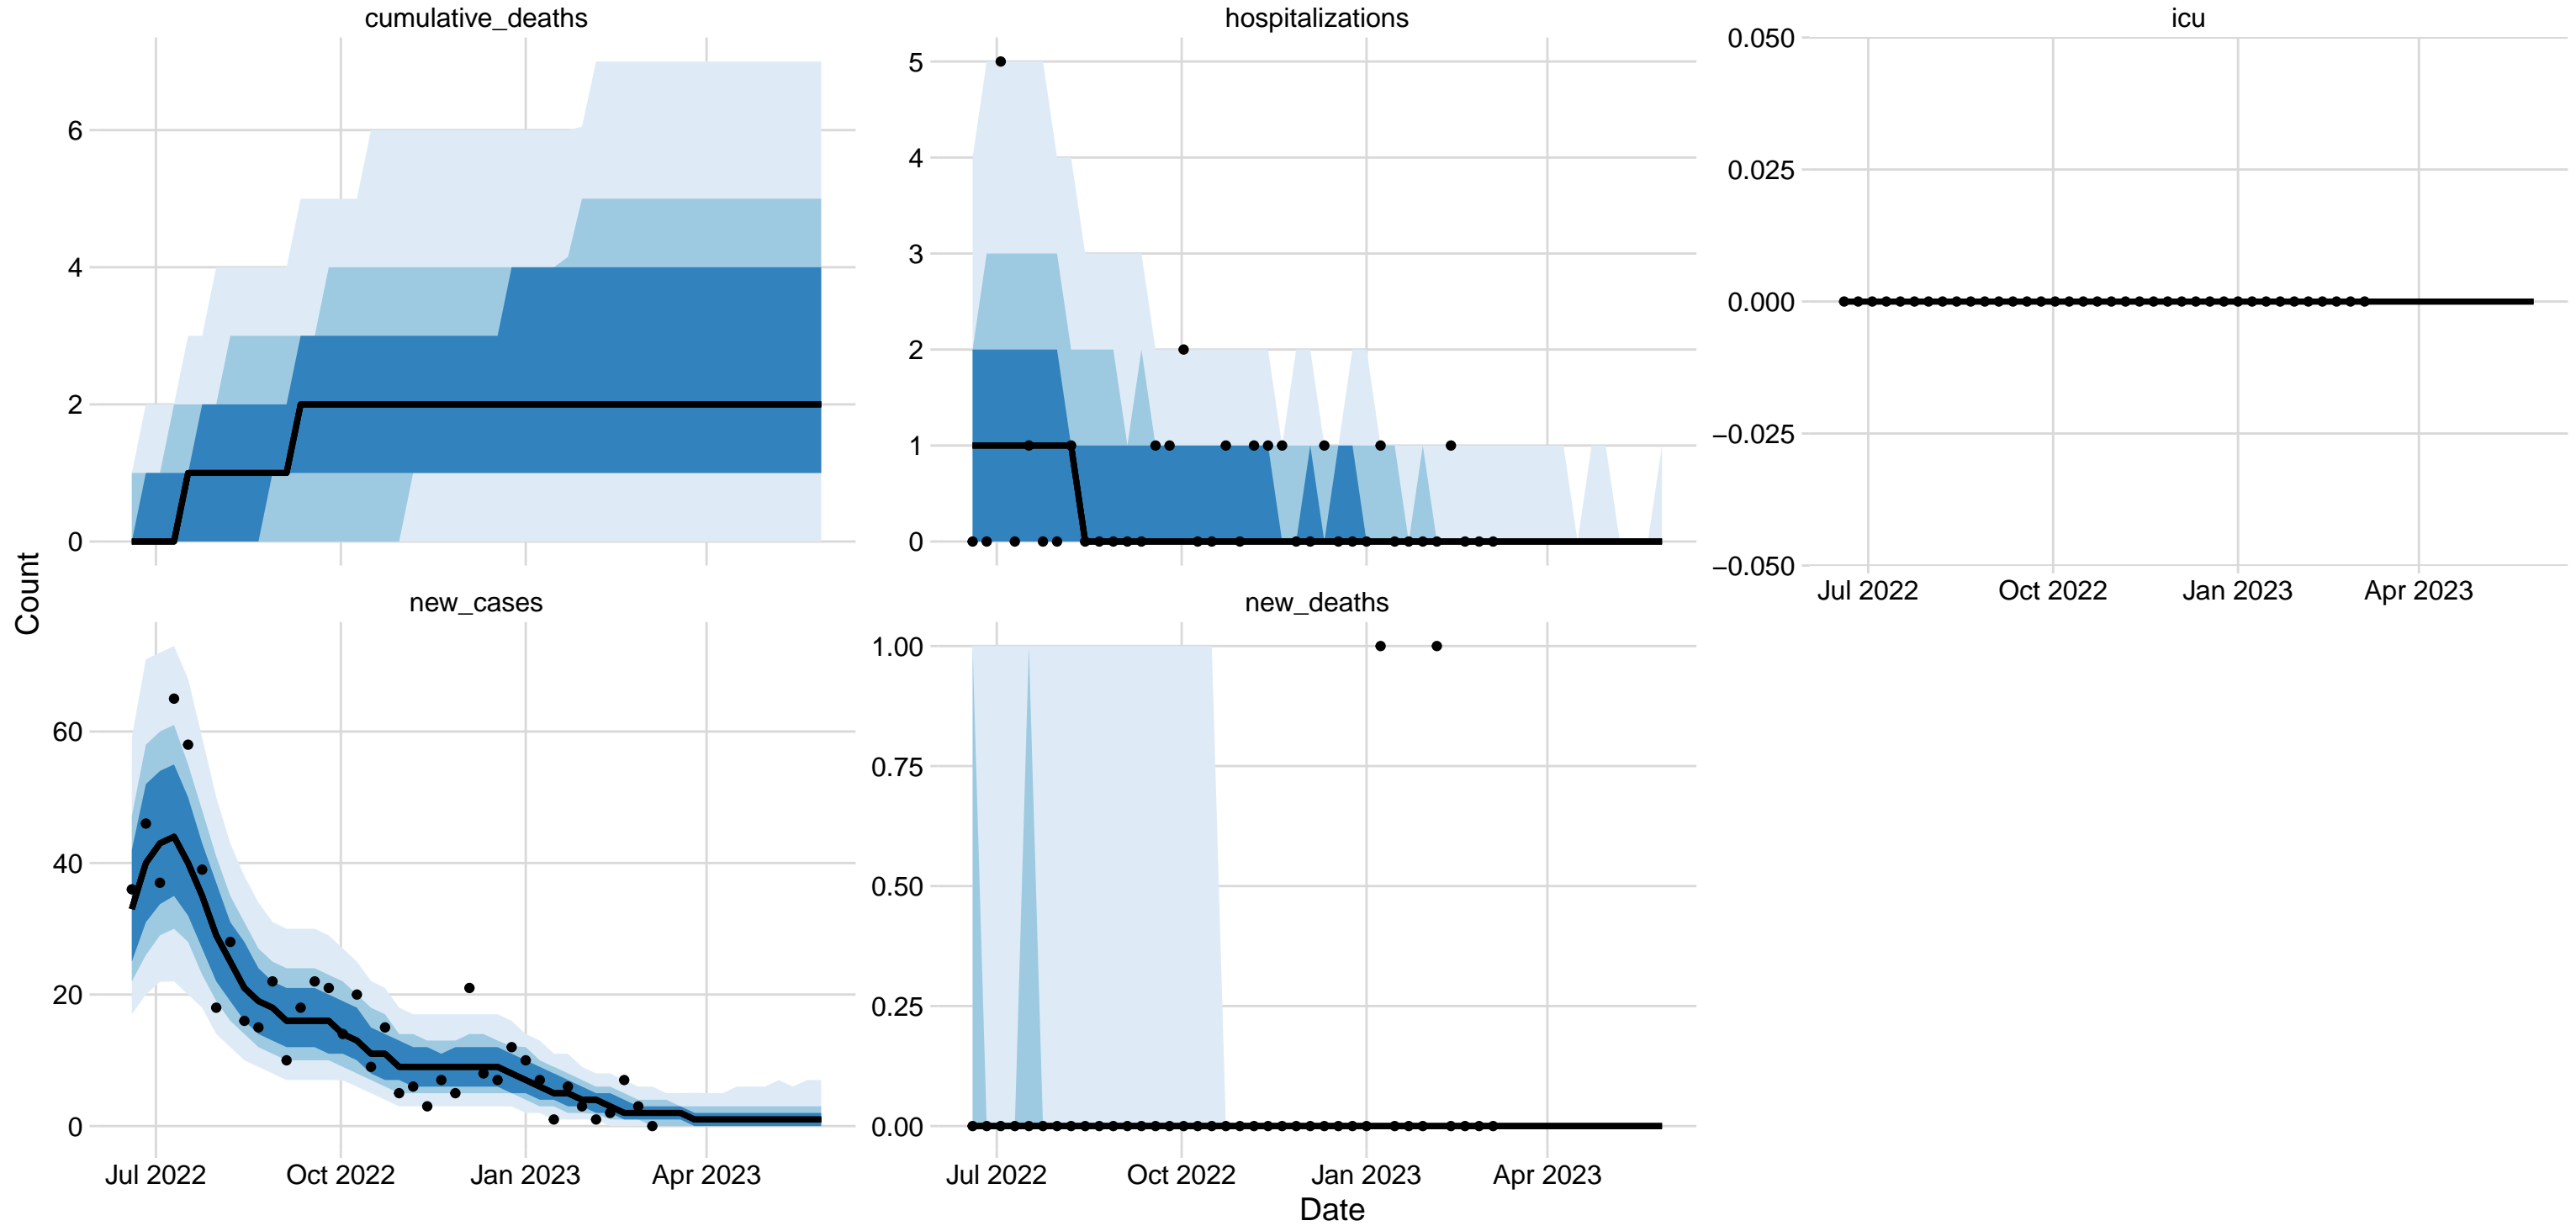 cumulative_deaths
hospitalizations
icu
6
4
2
0
5
4
3
2
1
0
0.050
0.025
0.000
−0.025
−0.050
Jul 2022 Oct 2022 Jan 2023 Apr 2023
Count
new_cases
new_deaths
60
40
20
0
1.00
0.75
0.50
0.25
0.00
Jul 2022 Oct 2022 Jan 2023 Apr 2023
Jul 2022 Oct 2022 Jan 2023 Apr 2023
Date